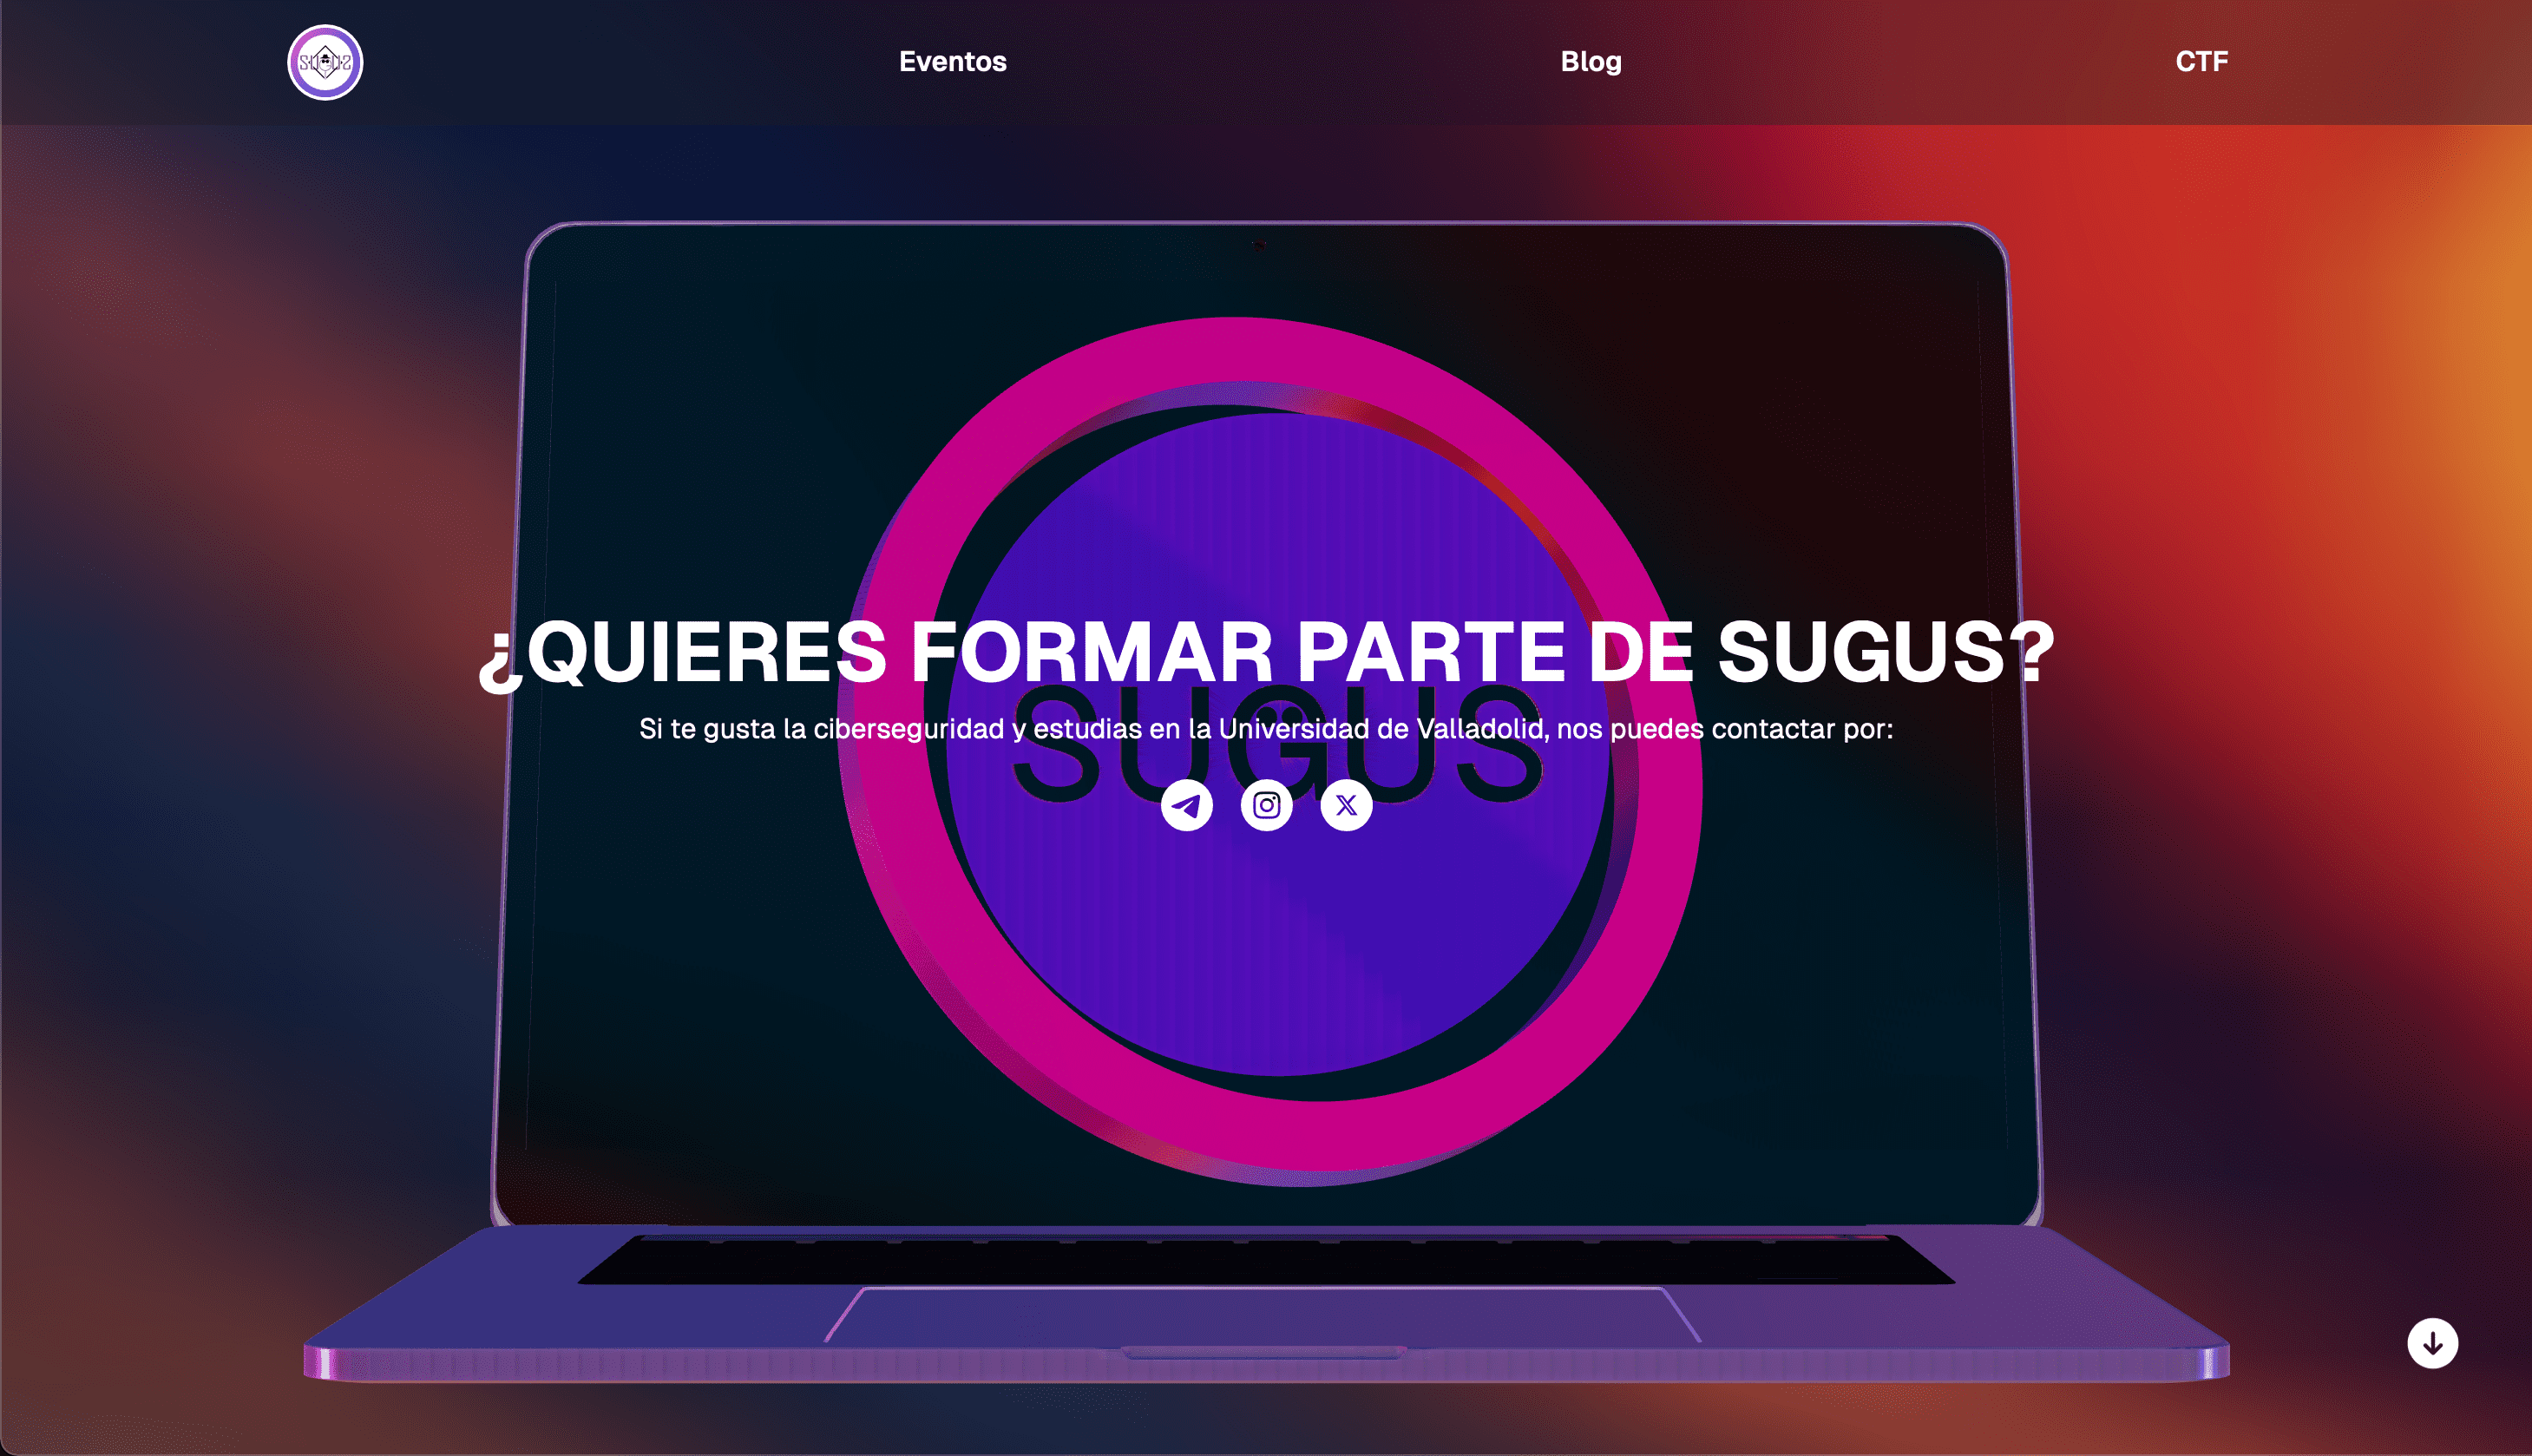 SUGUS
Eventos
Blog
CTF
¿QUIERES FORMAR PARTE DE SUGUS?
SUGUS
Si te gusta la ciberseguridad y estudias en la Universidad de Valladolid, nos puedes contactar por: